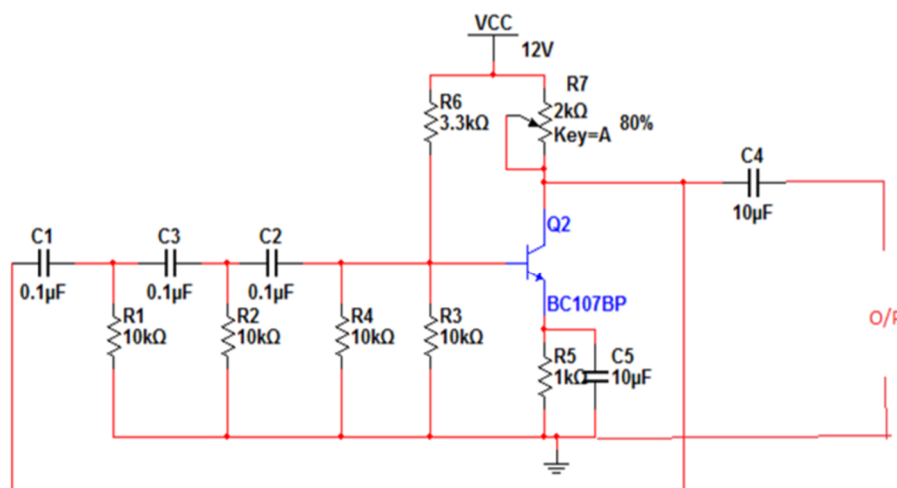 VCC
12V
R7
R6
2kΩ
3.3kΩ
80%
Key=A
C4
10µF
Q2
C1
C3
C2
0.1µF
0.1µF
0.1µF
BC107BP
R1
10kΩ
R2
10kΩ
R4
10kΩ
R3
10kΩ
O/P
R5
1kΩ
C5
10µF